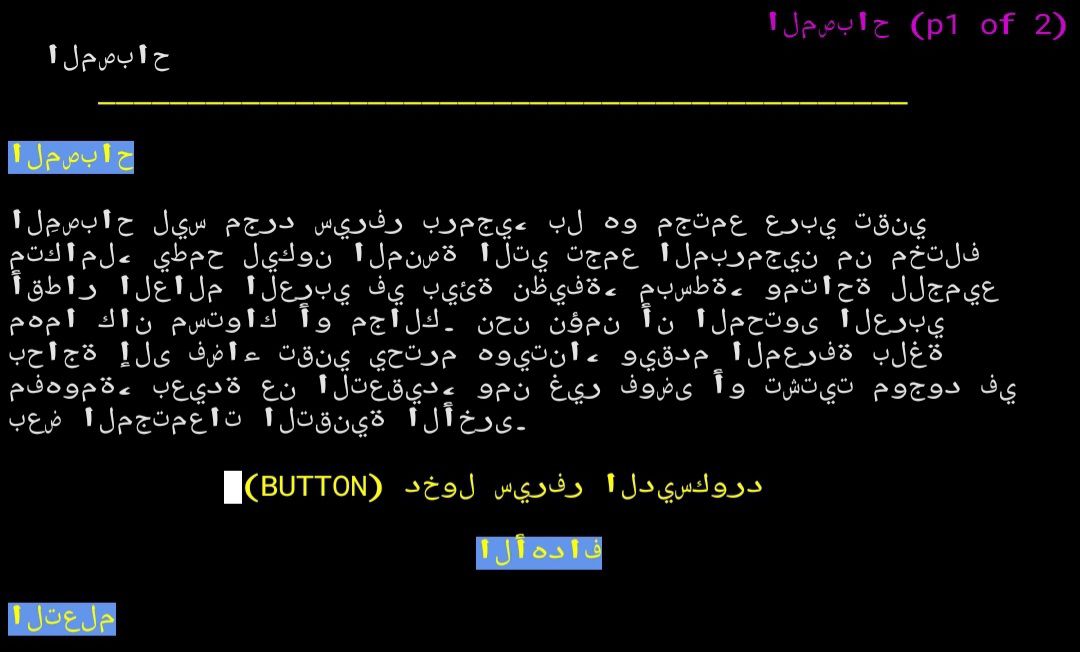 المصباح (p1 of 2)
المصباح
المصباح
المصباح ليس مجرد سيرفر برمجي، بل هو مجتمع عربي تقني
متكامل، يطمح ليكون المنصة التي تجمع المبرمجين من مختلف
أقطار العالم العربي في بيئة نظيفة، مبسطة، ومتاحة للجميع
مهما كان مستواك أو مجالك. نحن نؤمن أن المحتوى العربي
بحاجة إلى فضاء تقني يحترم هويتنا، ويقدم المعرفة بلغة
مفهومة، بعيدة عن التعقيد، ومن غير فوضى أو تشتيت موجود في
بعض المجتمعات التقنية الأخرى.
(BUTTON) دخول سيرفر الديسكورد
الأهداف
التعلم